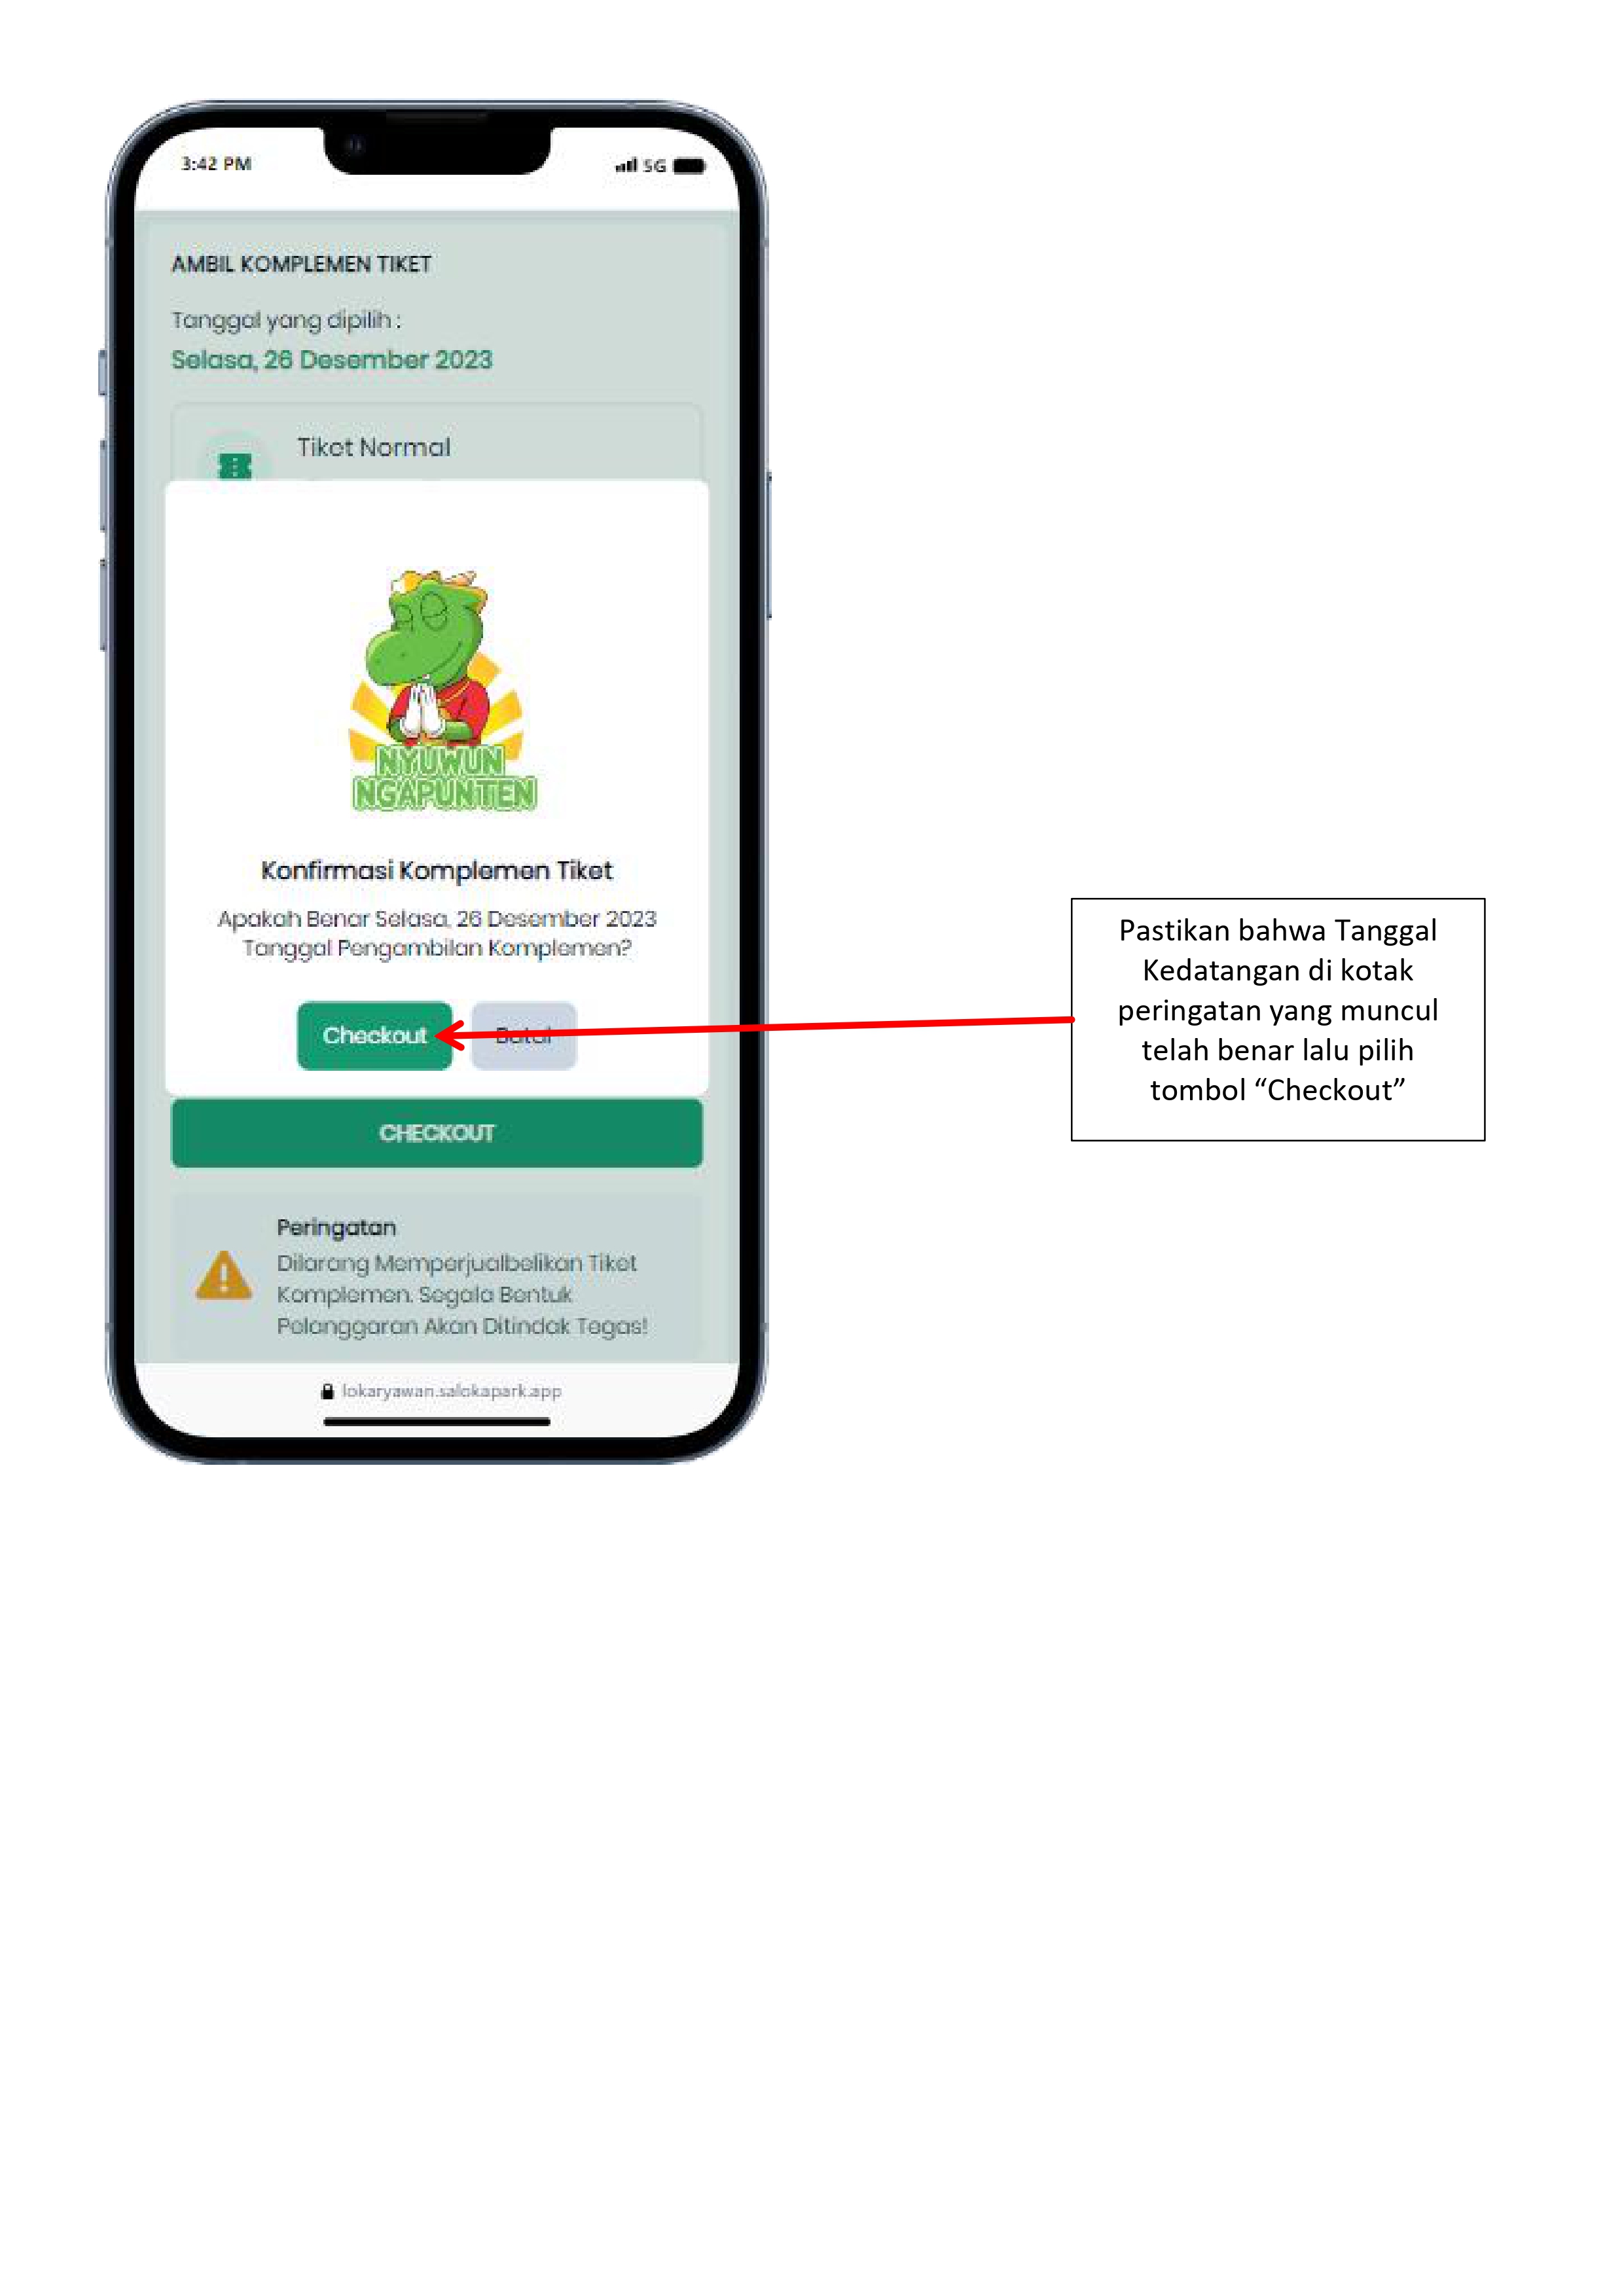 3:42 PM
5G
AMBIL KOMPLEMEN TIKET
Tanggal yang dipilih :
Selasa, 26 Desember 2023
Tiket Normal
NYUWUN
NGAPUNTEN
Konfirmasi Komplemen Tiket
Apakah Benar Selasa, 26 Desember 2023
Tanggal Pengambilan Komplemen?
Checkout
Batal
CHECKOUT
Peringatan
Dilarang Memperjualbelikan Tiket
Komplemen. Segala Bentuk
Pelanggaran Akan Ditindak Tegas!
lokaryawan.salokapark.app
Pastikan bahwa Tanggal
Kedatangan di kotak
peringatan yang muncul
telah benar lalu pilih
tombol “Checkout”